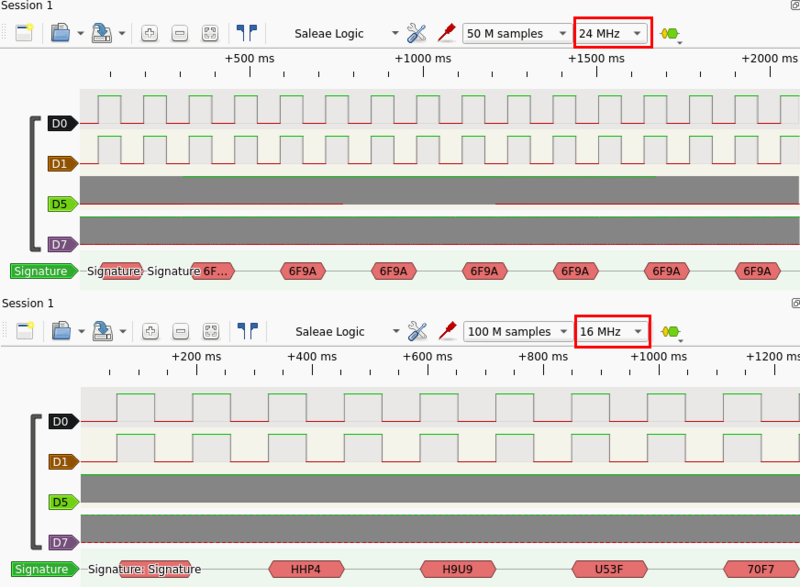 Session 1
Saleae Logic 50 M samples 24 MHz
+500 ms +1000 ms +1500 ms +2000 ms
D0
D1
D5
D7
Signature Signature: Signature 6F... 6F9A 6F9A 6F9A 6F9A 6F9A 6F9A
Session 1
Saleae Logic 100 M samples 16 MHz
+200 ms +400 ms +600 ms +800 ms +1000 ms +1200 ms
D0
D1
D5
D7
Signature Signature: Signature HHP4 H9U9 U53F 70F7